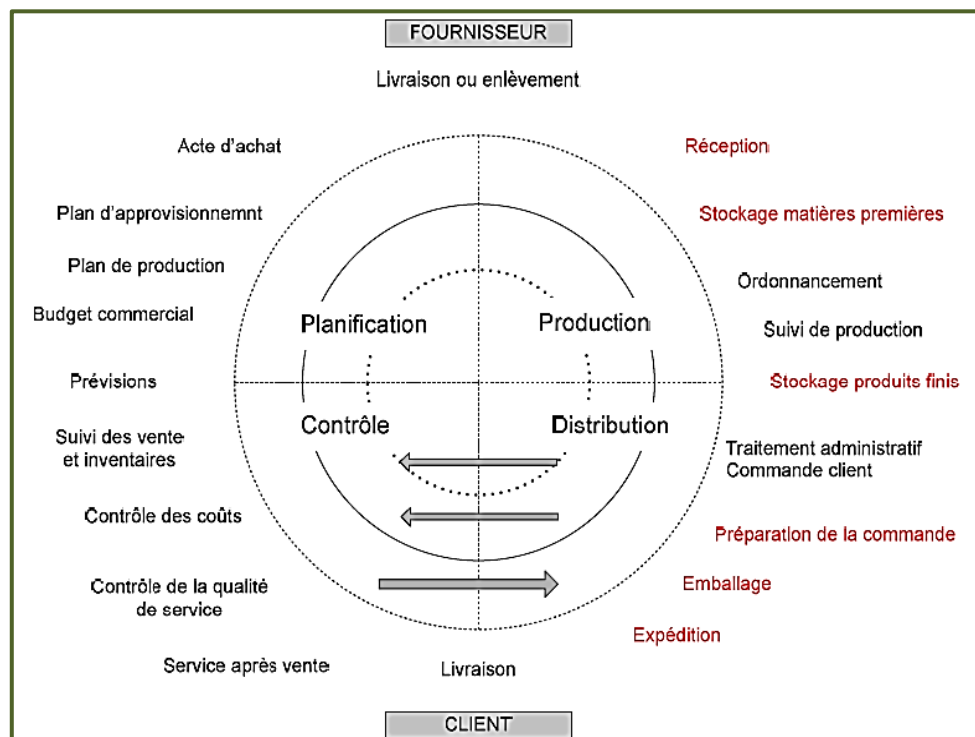 FOURNISSEUR
Livraison ou enlèvement
Acte d'achat
Réception
Plan d'approvisionnemnt
Stockage matières premières
Plan de production
Ordonnancement
Budget commercial
Planification
Production
Suivi de production
Prévisions
Stockage produits finis
Contrôle
Distribution
Suivi des vente
et inventaires
Traitement administratif
Commande client
Contrôle des coûts
Préparation de la commande
Contrôle de la qualité
de service
Emballage
Expédition
Service après vente
Livraison
CLIENT